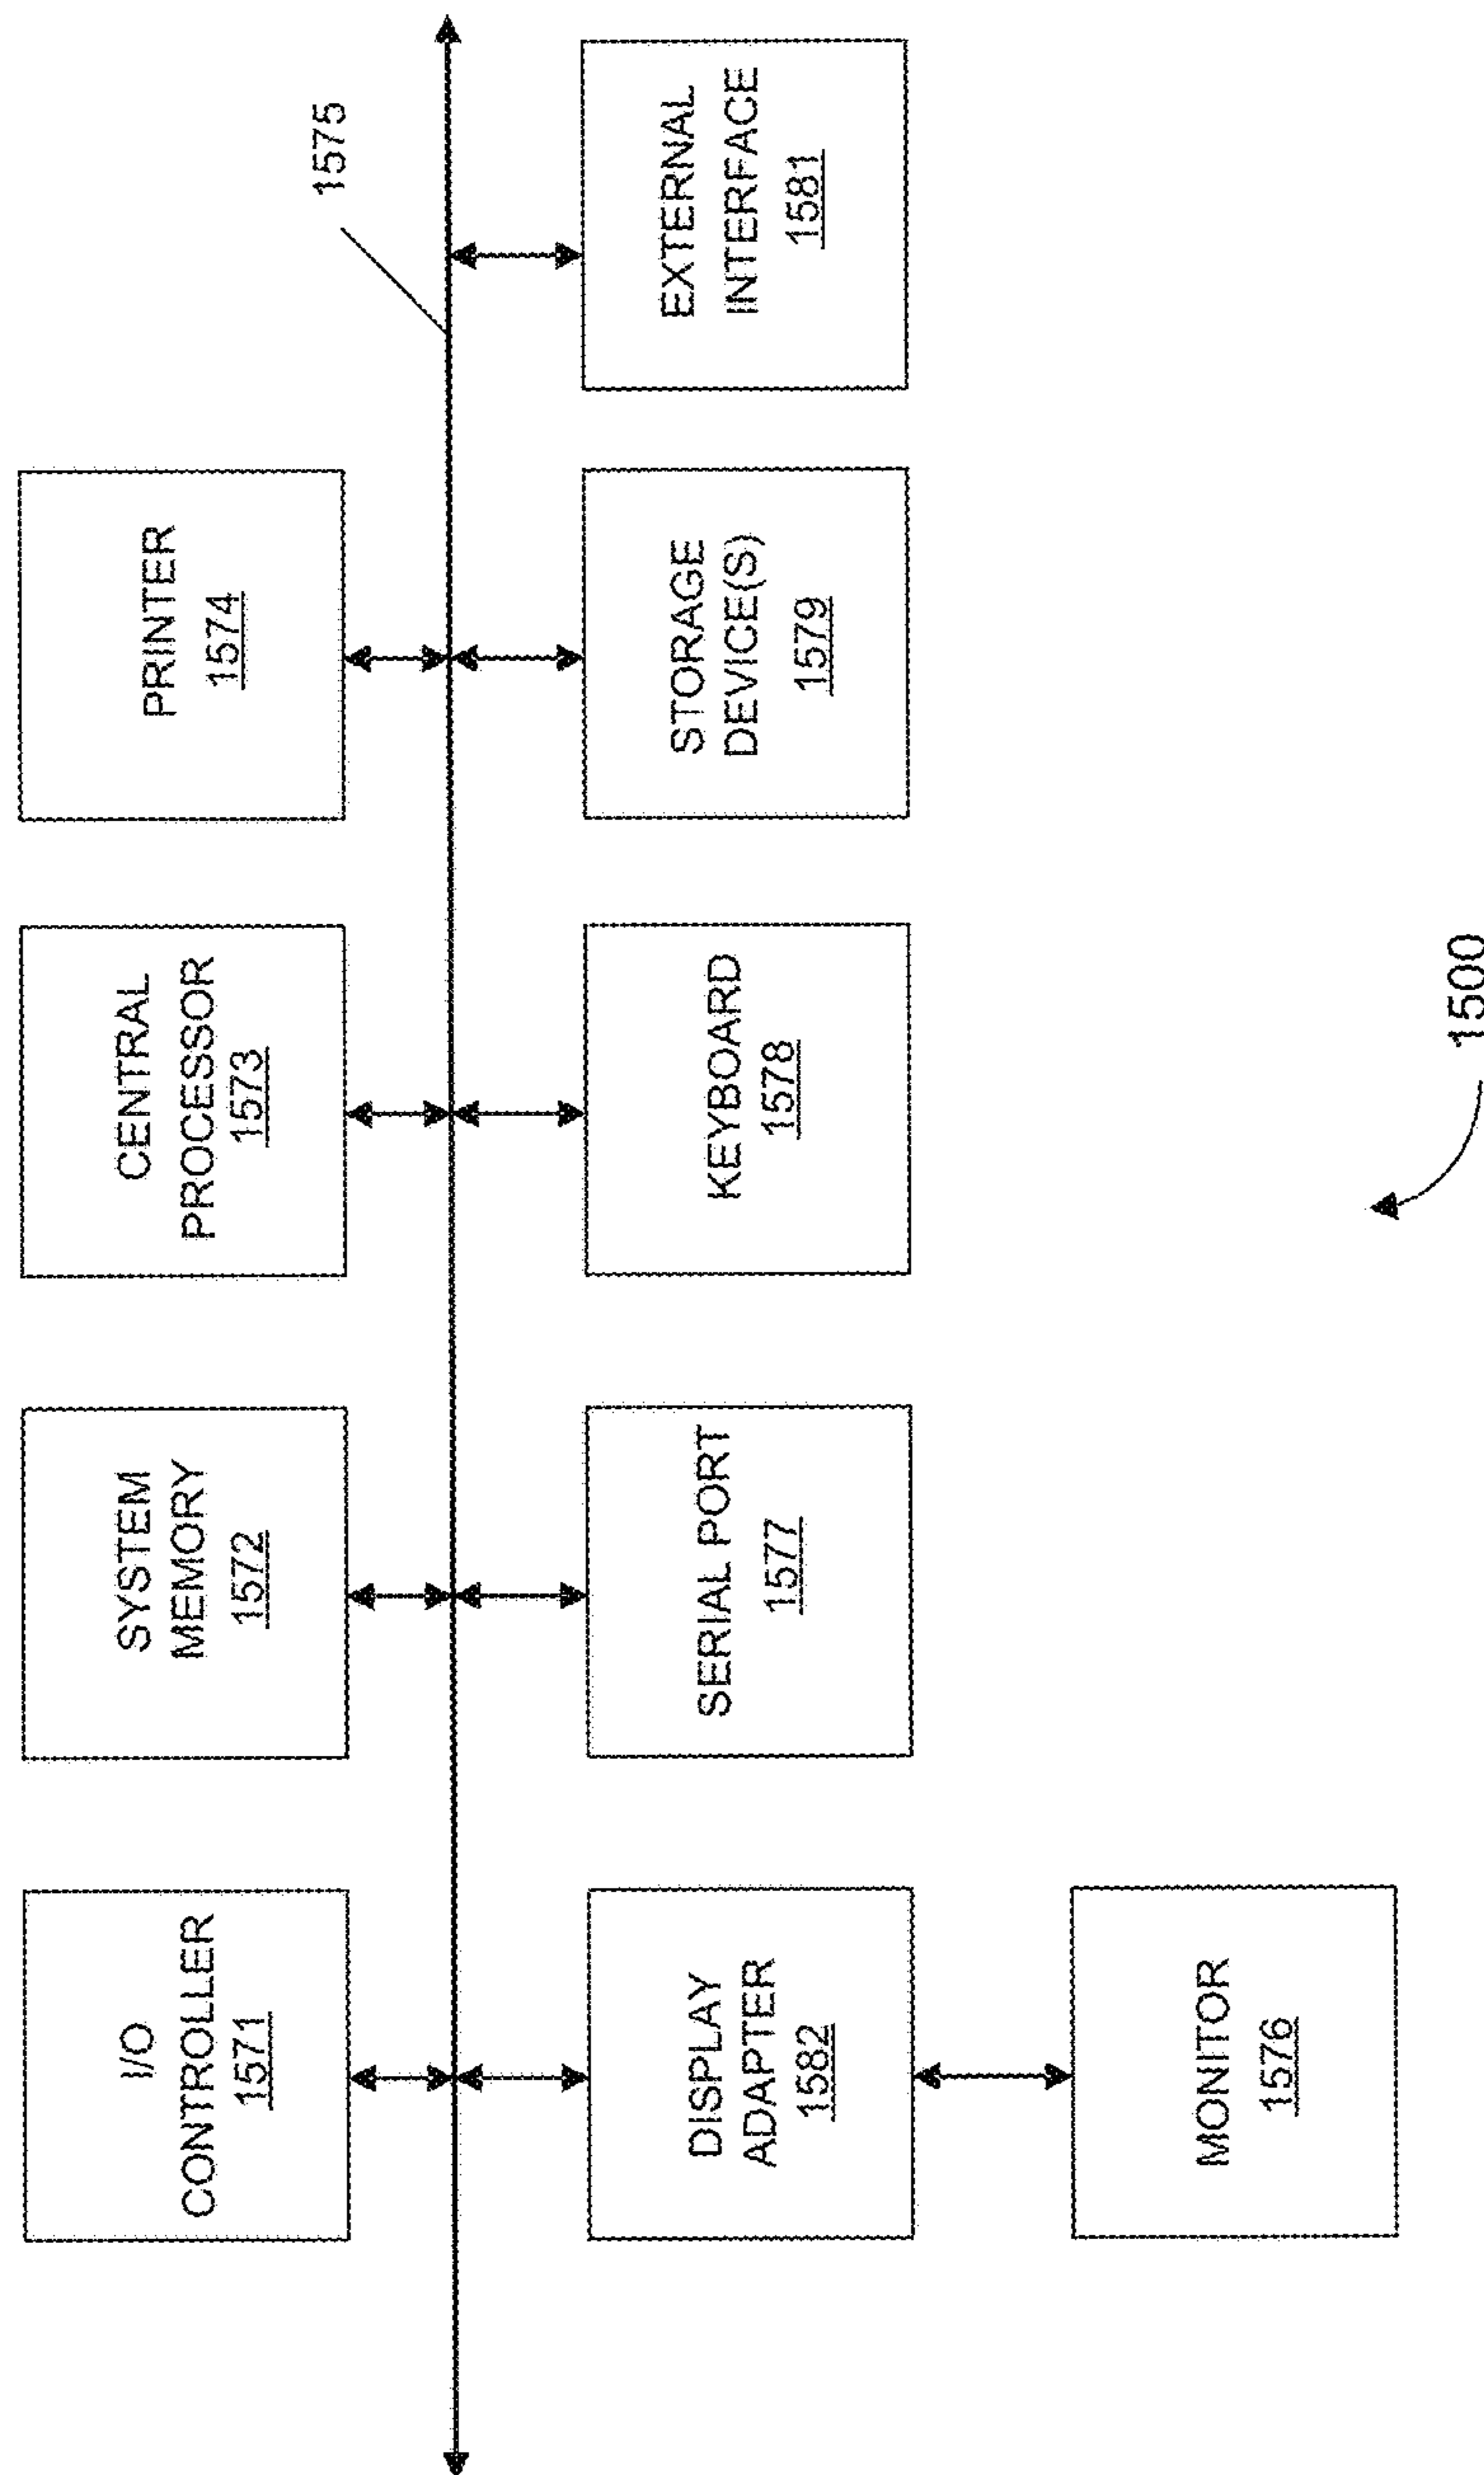 I/O
CONTROLLER
1571
SYSTEM
MEMORY
1572
CENTRAL
PROCESSOR
1573
PRINTER
1574
1575
DISPLAY
ADAPTER
1582
SERIAL PORT
1577
KEYBOARD
1578
STORAGE
DEVICE(S)
1579
EXTERNAL
INTERFACE
1581
MONITOR
1576
1500